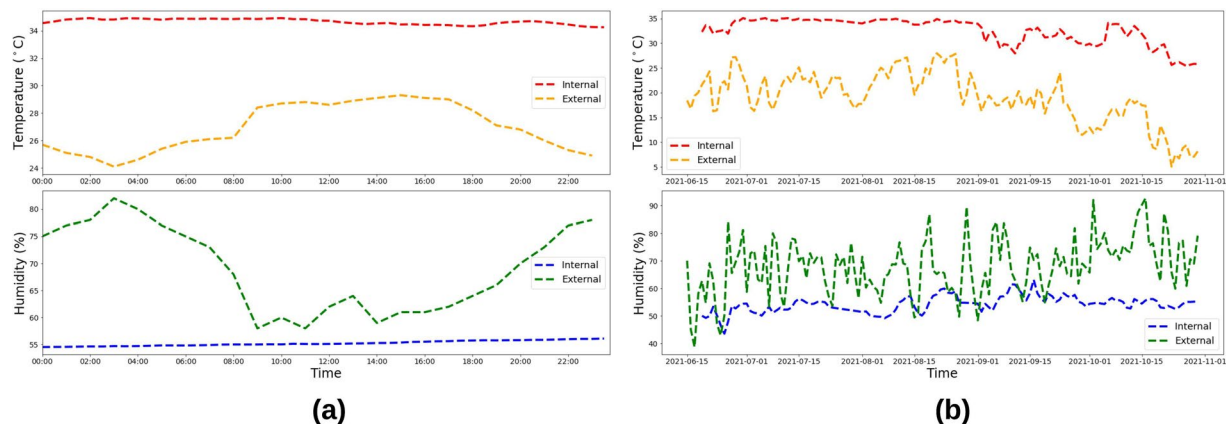 Temperature (°C)
34
32
30
28
26
24
Internal
External
00:00 02:00 04:00 06:00 08:00 10:00 12:00 14:00 16:00 18:00 20:00 22:00
Humidity (%)
80
75
70
65
60
55
Internal
External
00:00 02:00 04:00 06:00 08:00 10:00 12:00 14:00 16:00 18:00 20:00 22:00
Time
(a)
Temperature (°C)
35
30
25
20
15
10
5
Internal
External
2021-06-15 2021-07-01 2021-07-15 2021-08-01 2021-08-15 2021-09-01 2021-09-15 2021-10-01 2021-10-15 2021-11-01
Humidity (%)
90
80
70
60
50
40
Internal
External
2021-06-15 2021-07-01 2021-07-15 2021-08-01 2021-08-15 2021-09-01 2021-09-15 2021-10-01 2021-10-15 2021-11-01
Time
(b)